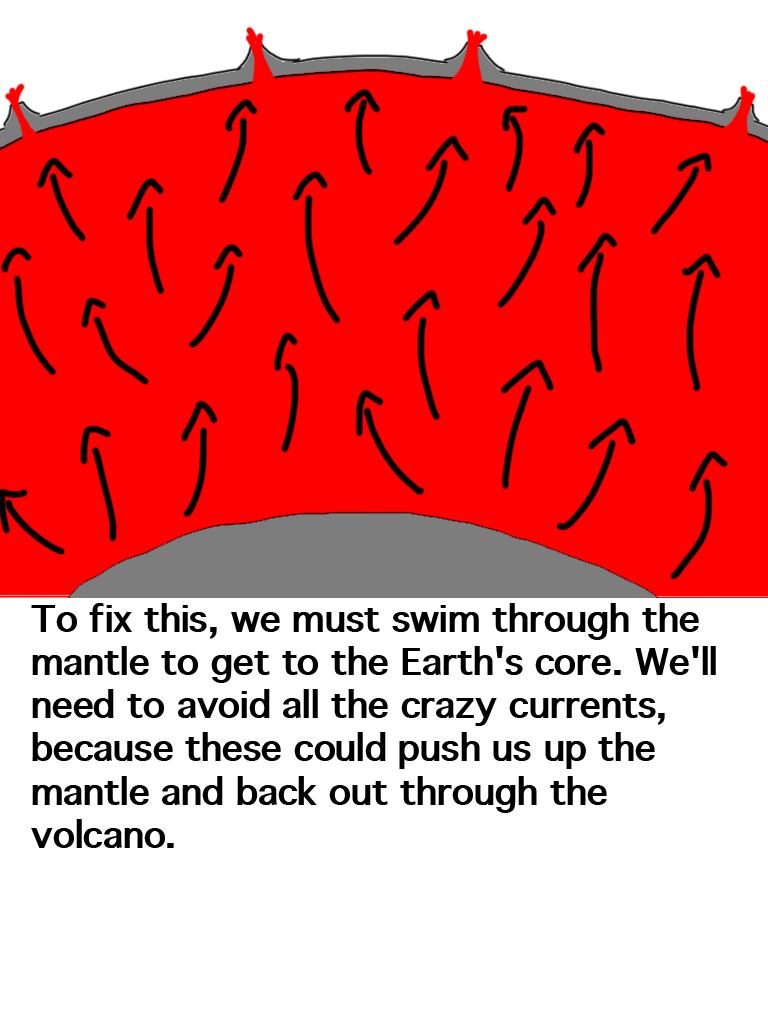 To fix this, we must swim through the
mantle to get to the Earth's core. We'll
need to avoid all the crazy currents,
because these could push us up the
mantle and back out through the
volcano.